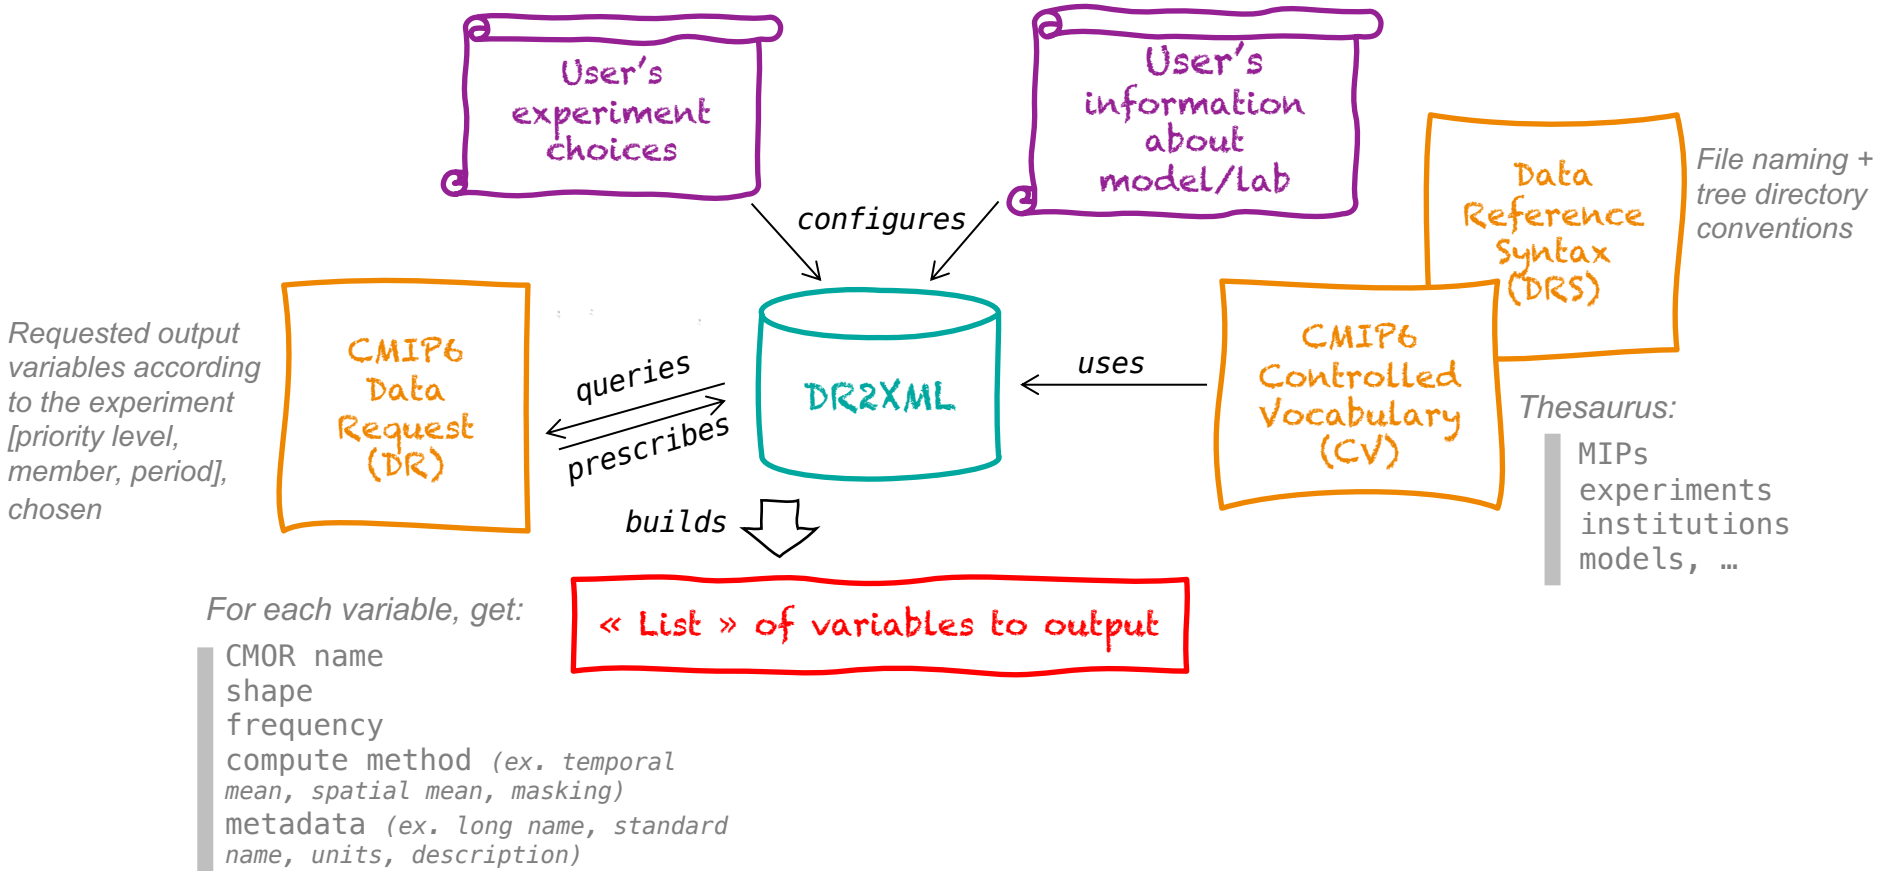 User's
experiment
choices
User's
information
about
model/lab
configures
Data
Reference
Syntax
(DRS)
File naming +
tree directory
conventions
Requested output
variables according
to the experiment
[priority level,
member, period],
chosen
CMIP6
Data
Request
(DR)
queries
prescribes
DR2XML
uses
CMIP6
Controlled
Vocabulary
(CV)
Thesaurus:
MIPs
experiments
institutions
models, …
builds
« List » of variables to output
For each variable, get:
CMOR name
shape
frequency
compute method (ex. temporal
mean, spatial mean, masking)
metadata (ex. long name, standard
name, units, description)